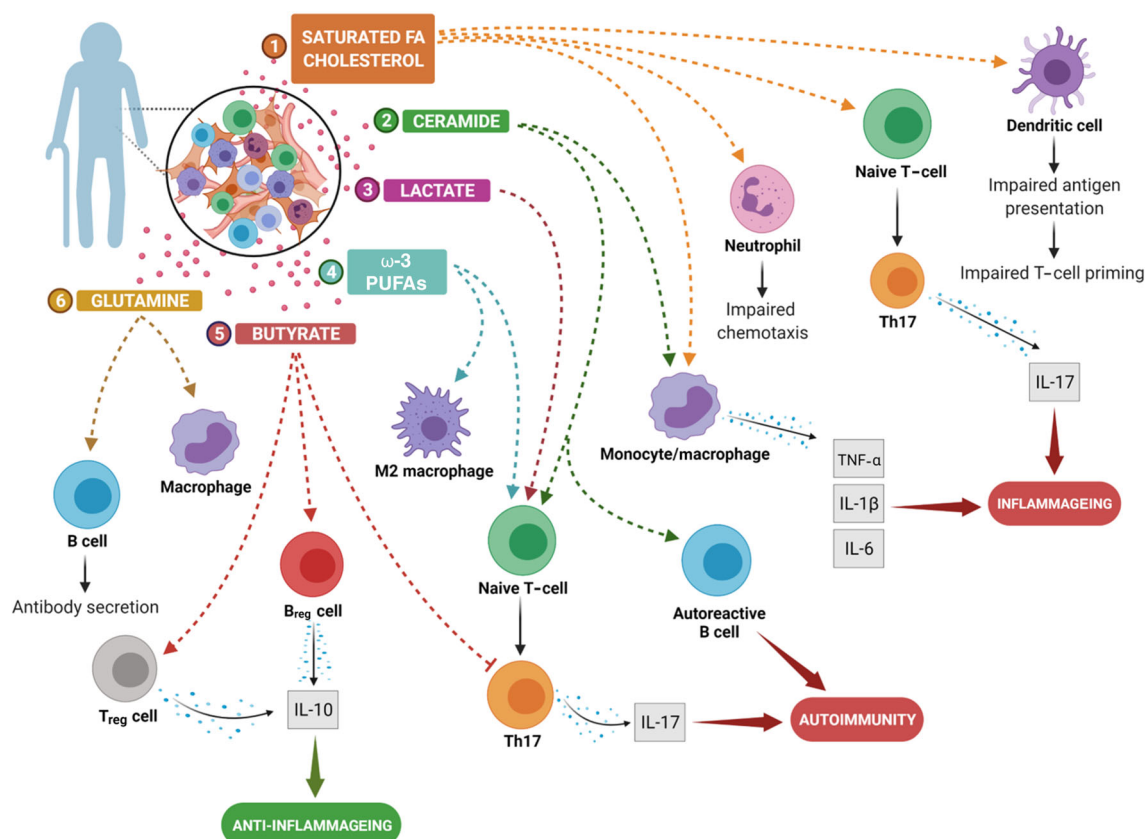 1
SATURATED FA
CHOLESTEROL
2
CERAMIDE
3
LACTATE
4
ω-3
PUFAs
5
BUTYRATE
6
GLUTAMINE
Dendritic cell
Impaired antigen
presentation
Impaired T-cell priming
Naive T-cell
Th17
IL-17
INFLAMMAGEING
Neutrophil
Impaired
chemotaxis
Monocyte/macrophage
TNF-α
IL-1β
IL-6
M2 macrophage
Macrophage
B cell
Antibody secretion
Breg cell
Treg cell
IL-10
ANTI-INFLAMMAGEING
Naive T-cell
Th17
IL-17
Autoreactive
B cell
AUTOIMMUNITY